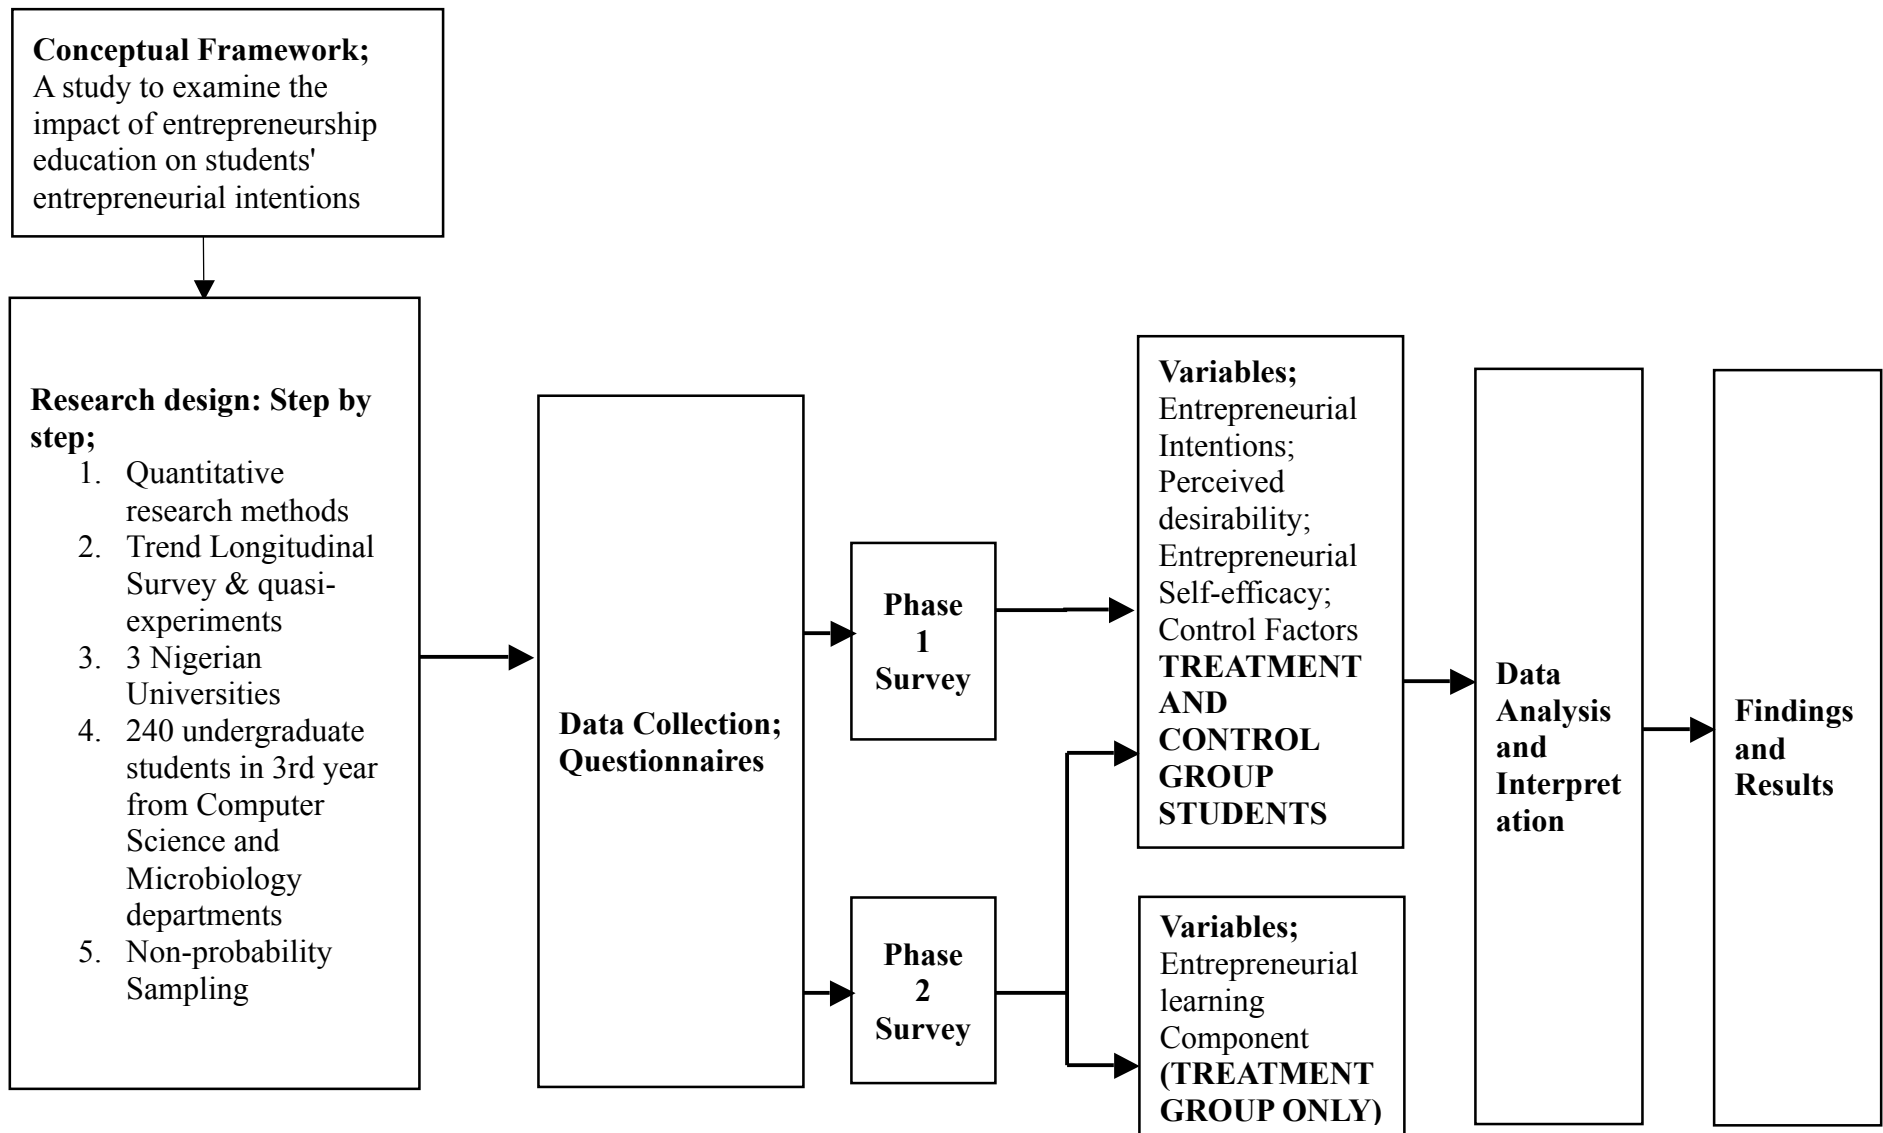 Conceptual Framework;
A study to examine the
impact of entrepreneurship
education on students'
entrepreneurial intentions
Research design: Step by
step;
1. Quantitative
research methods
2. Trend Longitudinal
Survey & quasi-
experiments
3. 3 Nigerian
Universities
4. 240 undergraduate
students in 3rd year
from Computer
Science and
Microbiology
departments
5. Non-probability
Sampling
Data Collection;
Questionnaires
Phase
1
Survey
Phase
2
Survey
Variables;
Entrepreneurial
Intentions;
Perceived
desirability;
Entrepreneurial
Self-efficacy;
Control Factors
TREATMENT
AND
CONTROL
GROUP
STUDENTS
Variables;
Entrepreneurial
learning
Component
(TREATMENT
GROUP ONLY)
Data
Analysis
and
Interpret
ation
Findings
and
Results